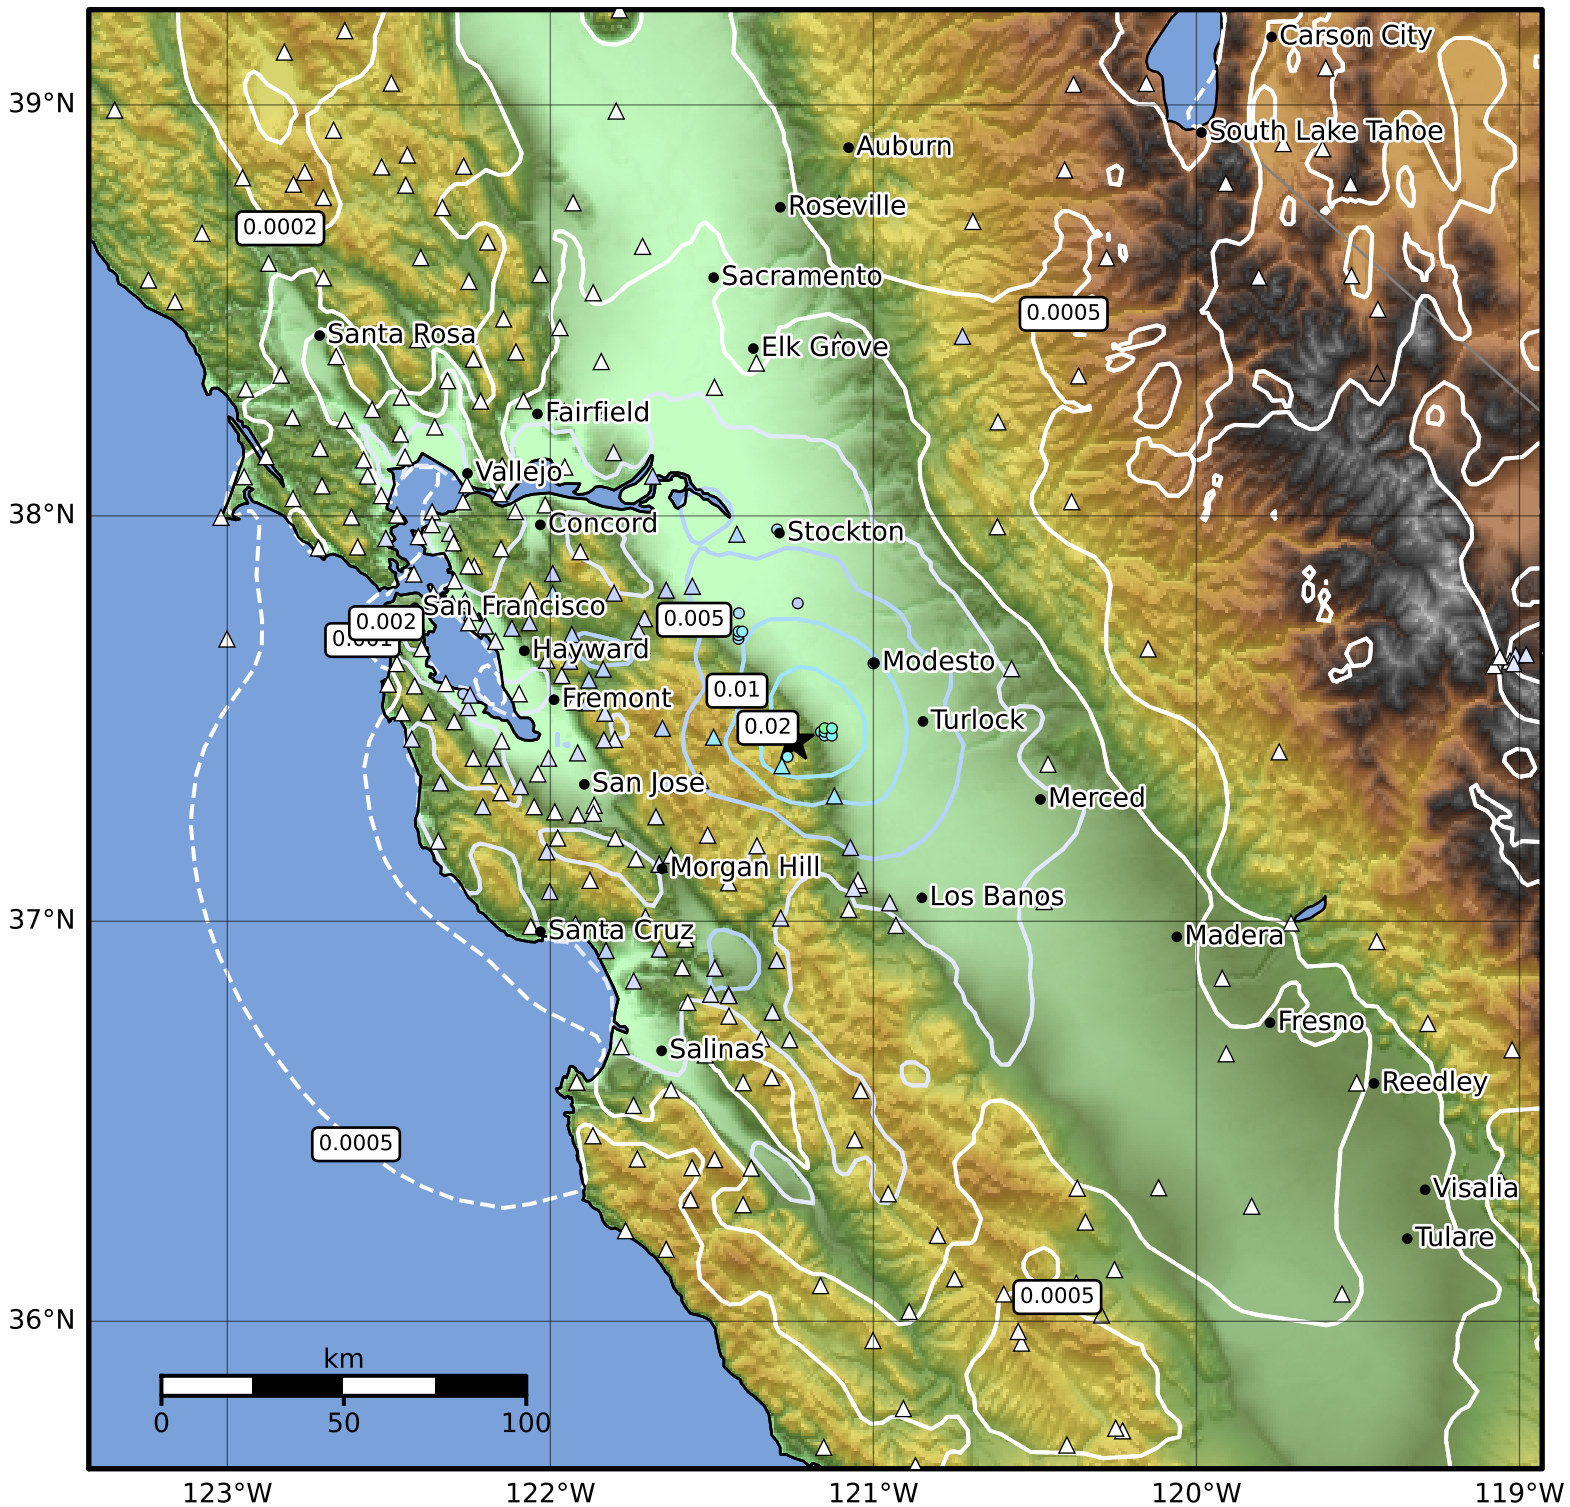 Carson City
39°N
South Lake Tahoe
Auburn
Roseville
0.0002
Sacramento
0.0005
Santa Rosa
Elk Grove
Fairfield
Vallejo
38°N
Concord
Stockton
San Francisco
0.005
0.002
0.001
Hayward
Modesto
0.01
Fremont
0.02
Turlock
San Jose
Merced
Morgan Hill
Los Banos
37°N
Santa Cruz
Madera
Fresno
Salinas
Reedley
0.0005
Visalia
Tulare
0.0005
36°N
km
0 50 100
123°W 122°W 121°W 120°W 119°W